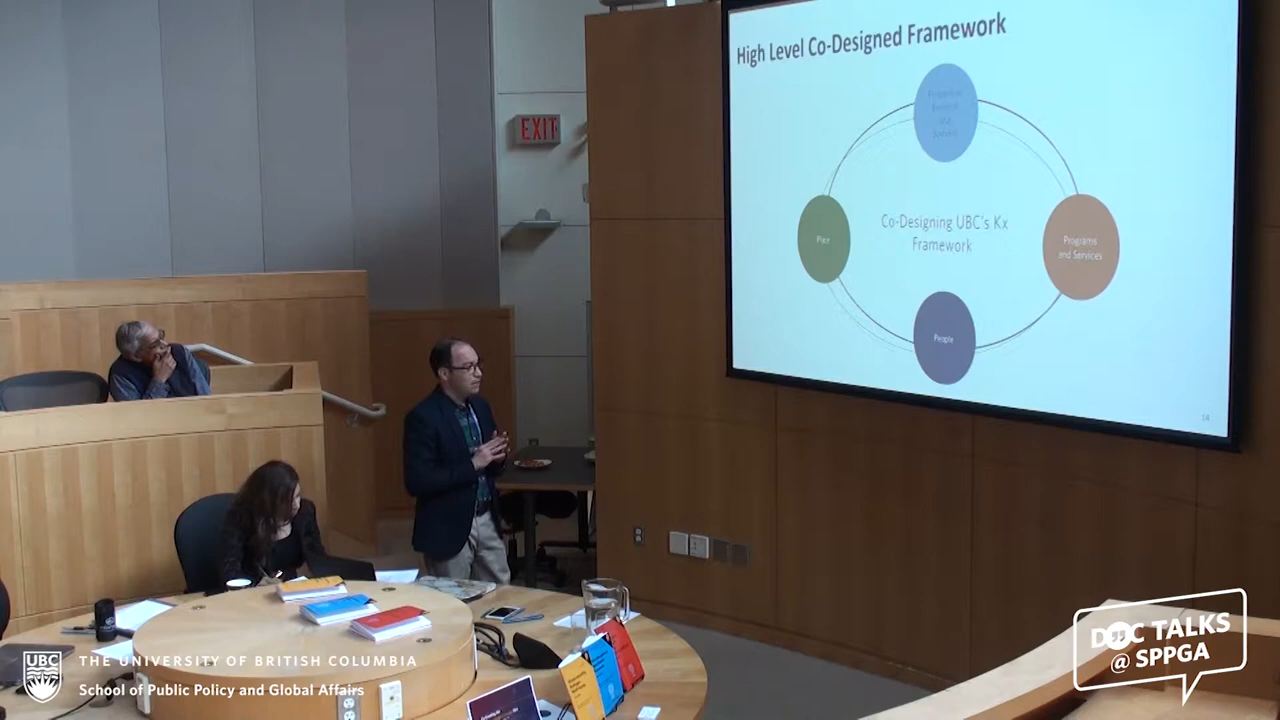 High Level Co-Designed Framework
EXIT
Co-Designing UBC's Kx
Framework
Programs
and Services
People
14
UBC
THE UNIVERSITY OF BRITISH COLUMBIA
School of Public Policy and Global Affairs
DOC TALKS
@ SPPGA